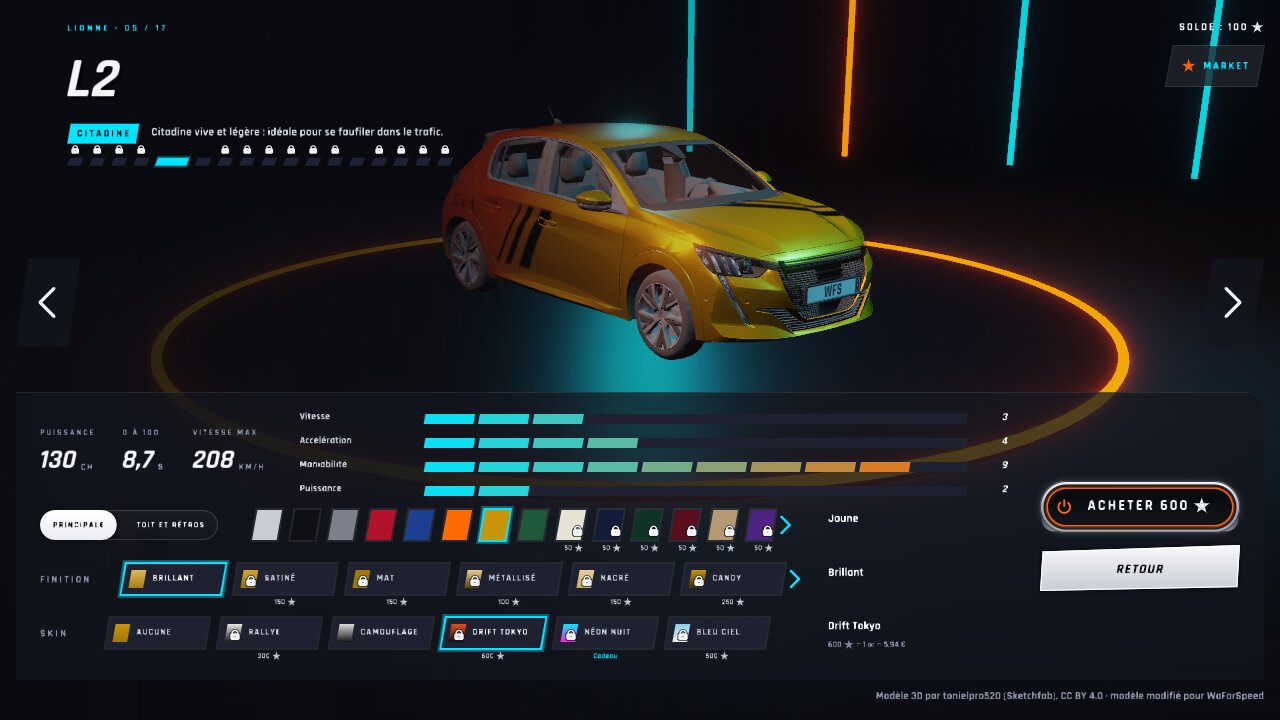 LIONNE · 05 / 17
SOLDE : 100 ★
★ MARKET
L2
CITADINE
Citadine vive et légère : idéale pour se faufiler dans le trafic.
WFS
PUISSANCE
130 CH
0 À 100
8,7 S
VITESSE MAX
208 KM/H
Vitesse 3
Accélération 4
Maniabilité 9
Puissance 2
ACHETER 600 ★
RETOUR
PRINCIPALE
TOIT ET RÉTROS
50 ★ 50 ★ 50 ★ 50 ★ 50 ★ 50 ★
Jaune
FINITION
BRILLANT
SATINÉ
MAT
MÉTALLISÉ
NACRÉ
CANDY
150 ★ 150 ★ 100 ★ 150 ★ 250 ★
Brillant
SKIN
AUCUNE
RALLYE
CAMOUFLAGE
DRIFT TOKYO
NÉON NUIT
BLEU CIEL
300 ★ 600 ★ Cadeau 500 ★
Drift Tokyo
Modèle 3D par tonielpro520 (Sketchfab), CC BY 4.0 · modèle modifié pour WaForSpeed